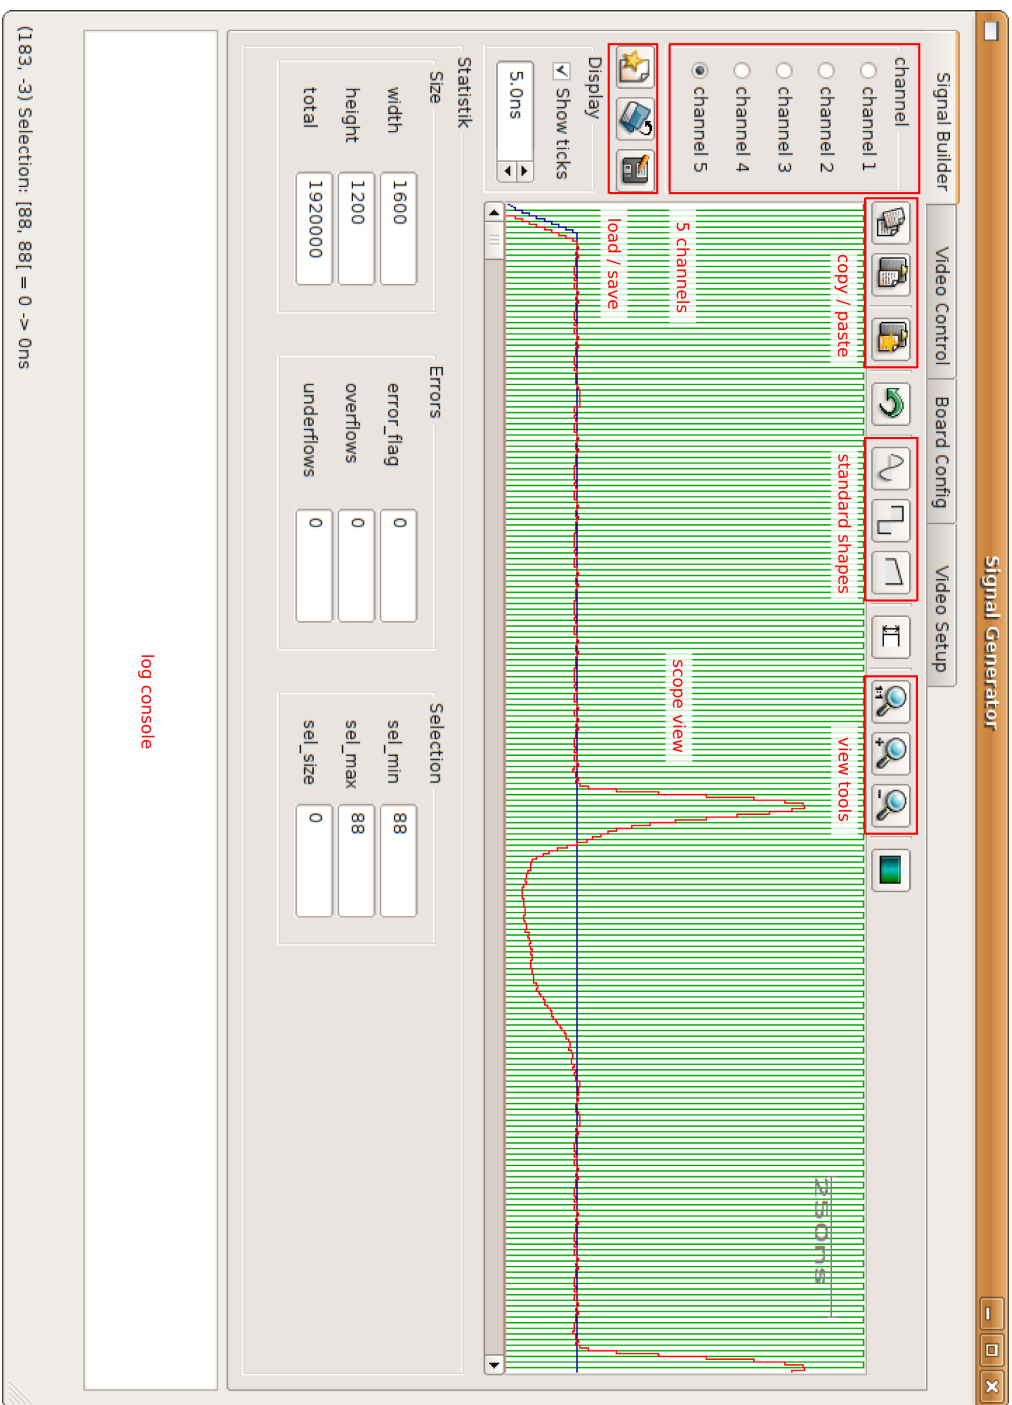 Signal Generator
Signal Builder
Video Control
Board Config
Video Setup
channel
channel 1
channel 2
channel 3
channel 4
channel 5
1:1
copy / paste
standard shapes
view tools
250ns
5 channels
scope view
load / save
Display
Show ticks
5.0ns
Statistik
Size
width 1600
height 1200
total 1920000
Errors
error_flag 0
overflows 0
underflows 0
Selection
sel_min 88
sel_max 88
sel_size 0
log console
(183, -3) Selection: [88, 88[ = 0 -> 0ns